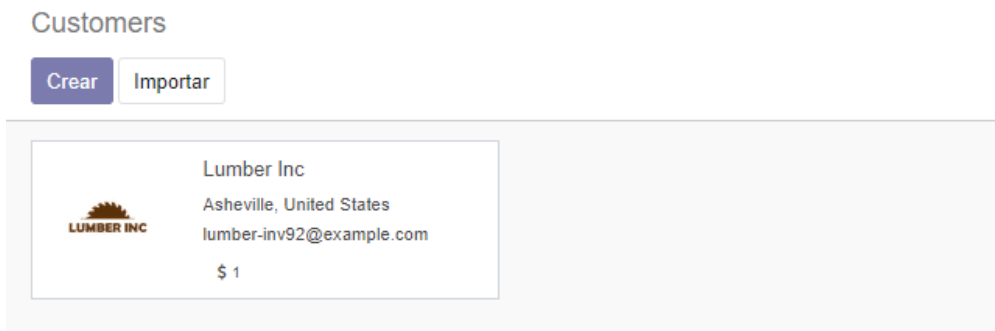 Customers
Crear Importar
Lumber Inc
Asheville, United States
LUMBER INC
lumber-inv92@example.com
$ 1